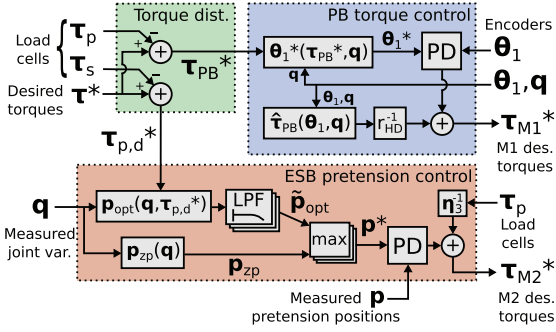 Torque dist.
PB torque control
Load
cells
τp
τs
Desired
torques
τ*
− + − +
τPB*
τp,d*
θ1*(τPB*,q)
θ1*
PD
Encoders
θ1
θ1,q
q
θ1,q
τ̂PB(θ1,q)
rHD-1
τM1*
M1 des.
torques
ESB pretension control
q
Measured
joint var.
popt(q,τp,d*)
LPF
p̃opt
pzp(q)
pzp
max
p*
PD
η3-1
τp
Load
cells
τM2*
M2 des.
torques
Measured
pretension positions
p